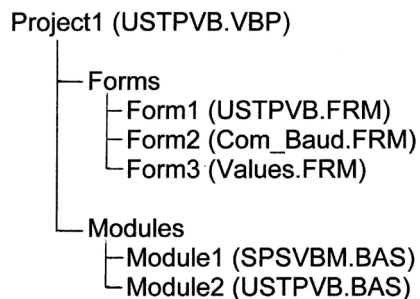 Project1 (USTPVB.VBP)
Forms
Form1 (USTPVB.FRM)
Form2 (Com_Baud.FRM)
Form3 (Values.FRM)
Modules
Module1 (SPSVBM.BAS)
Module2 (USTPVB.BAS)